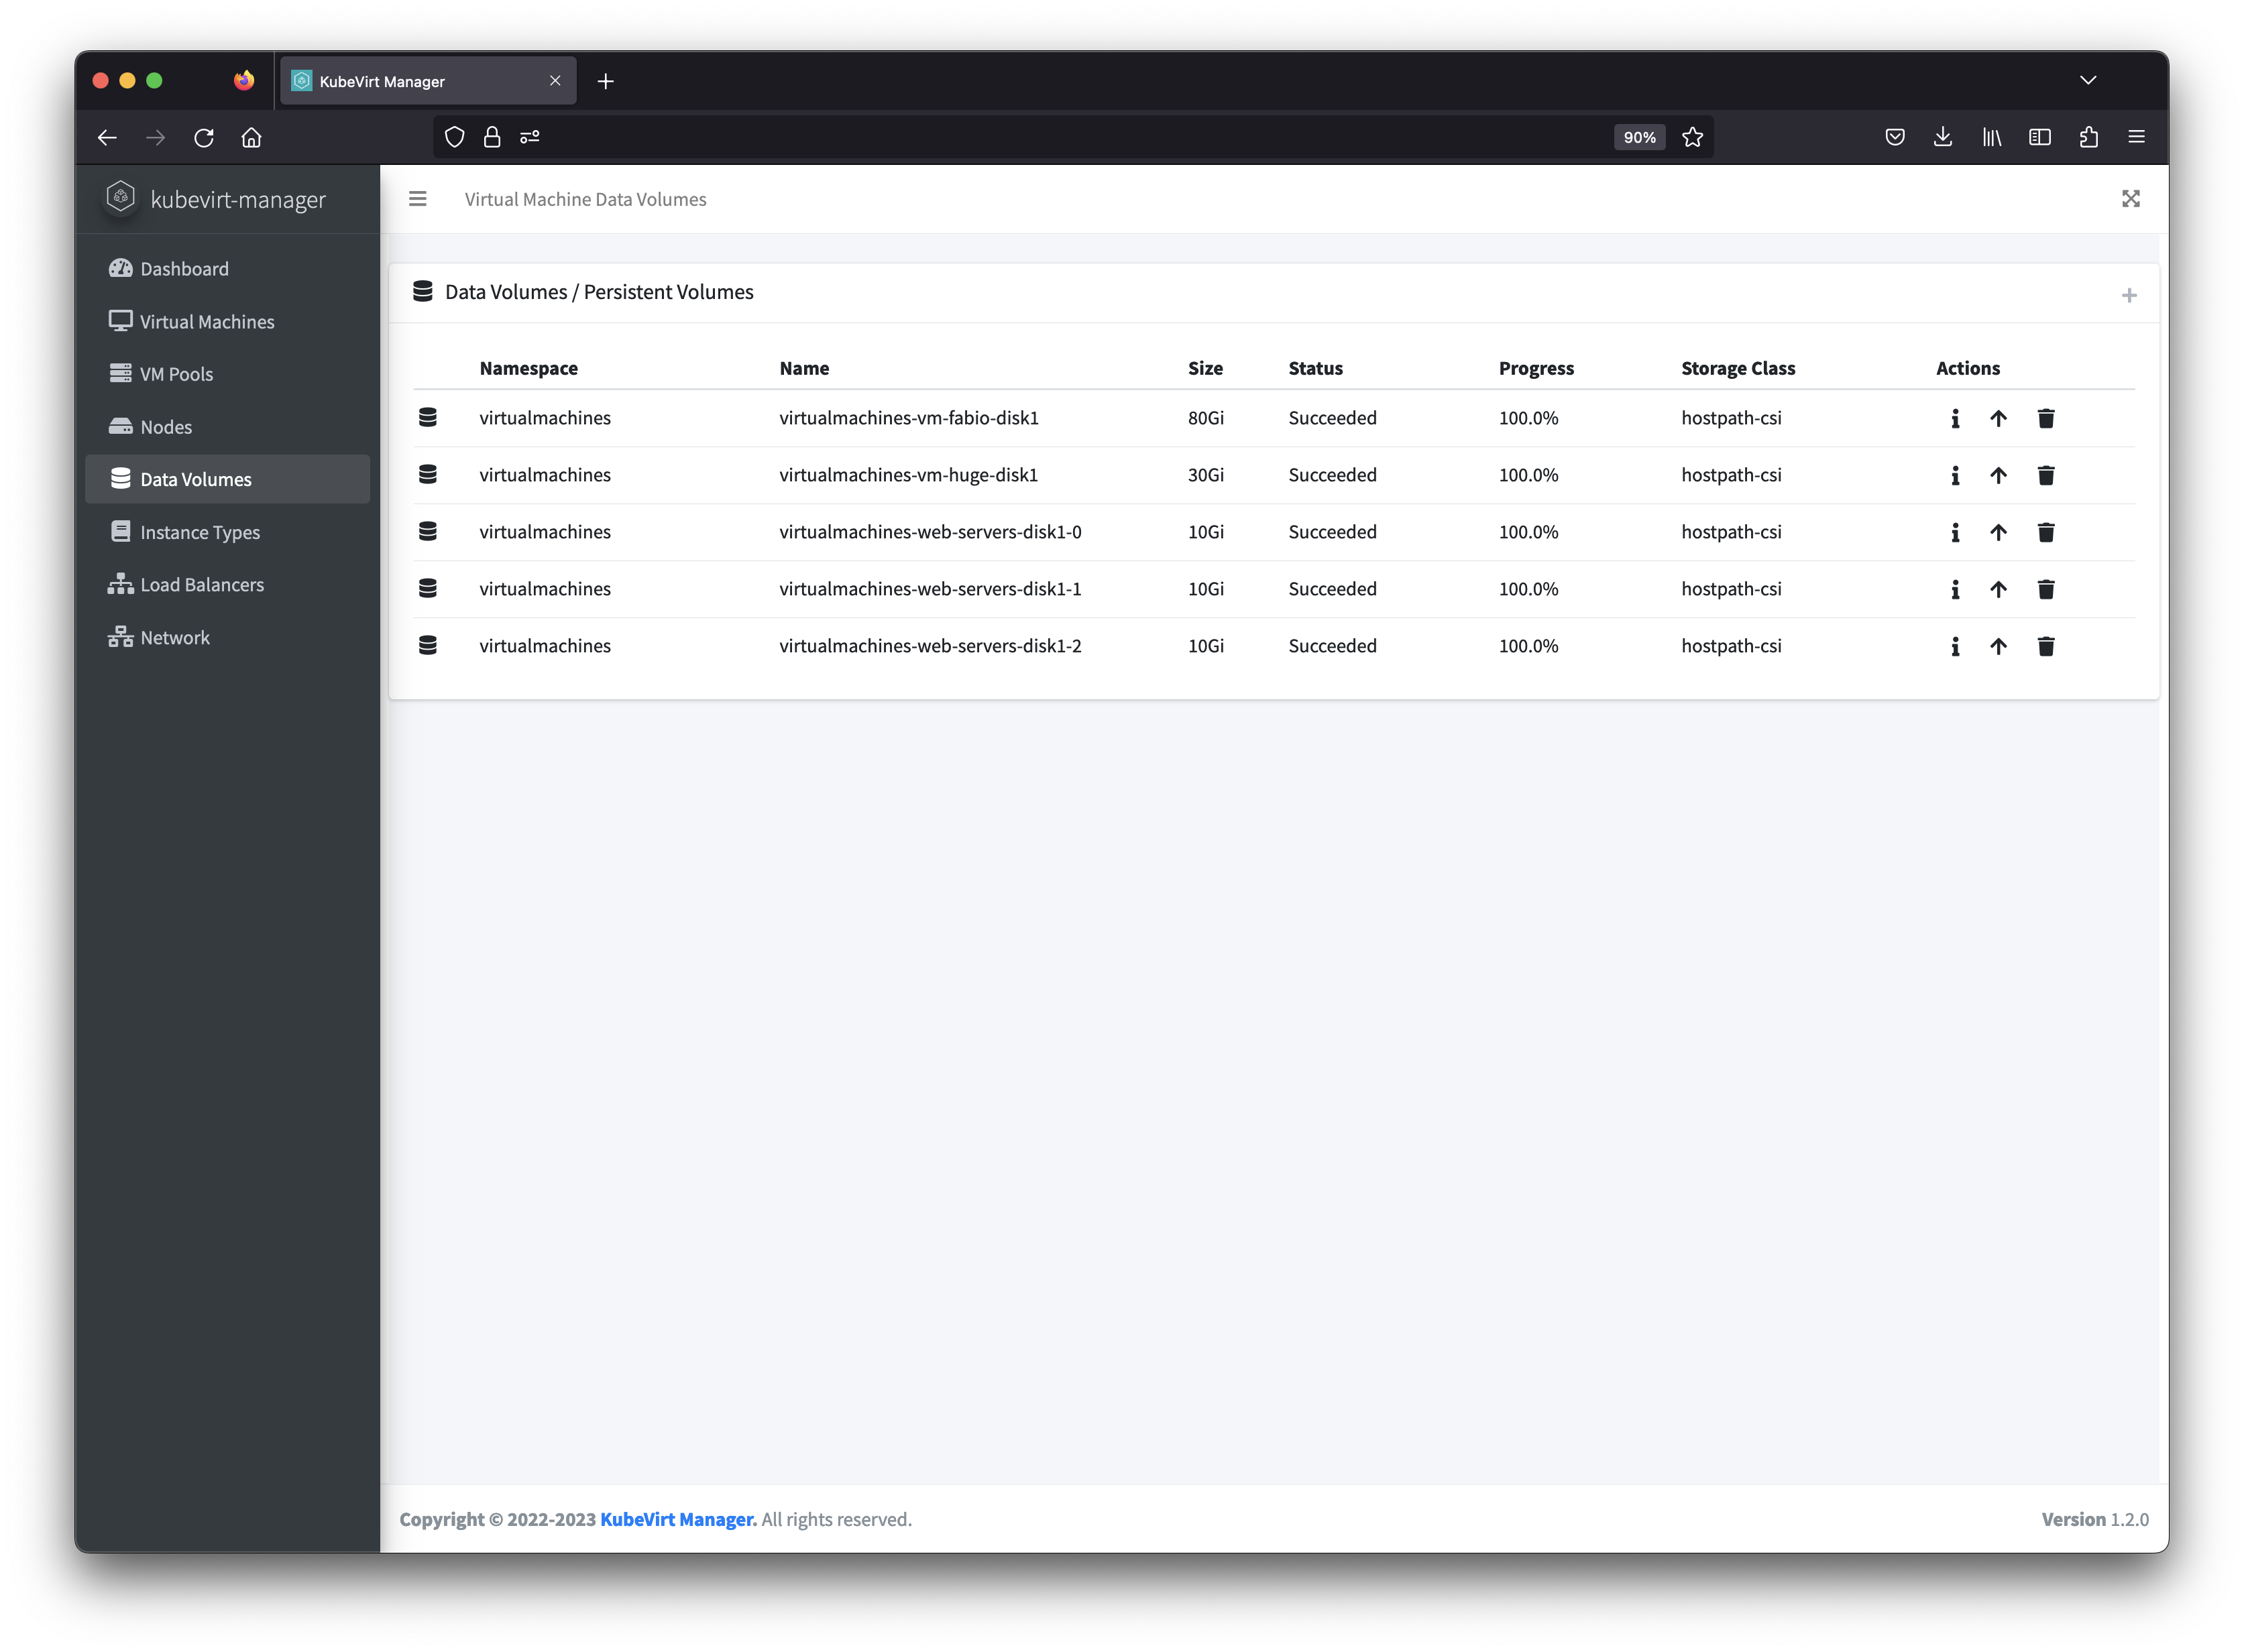 KubeVirt Manager
90%
kubevirt-manager
Virtual Machine Data Volumes
Dashboard
Virtual Machines
VM Pools
Nodes
Data Volumes
Instance Types
Load Balancers
Network
Data Volumes / Persistent Volumes
Namespace Name Size Status Progress Storage Class Actions
virtualmachines virtualmachines-vm-fabio-disk1 80Gi Succeeded 100.0% hostpath-csi
virtualmachines virtualmachines-vm-huge-disk1 30Gi Succeeded 100.0% hostpath-csi
virtualmachines virtualmachines-web-servers-disk1-0 10Gi Succeeded 100.0% hostpath-csi
virtualmachines virtualmachines-web-servers-disk1-1 10Gi Succeeded 100.0% hostpath-csi
virtualmachines virtualmachines-web-servers-disk1-2 10Gi Succeeded 100.0% hostpath-csi
Copyright © 2022-2023 KubeVirt Manager. All rights reserved.
Version 1.2.0